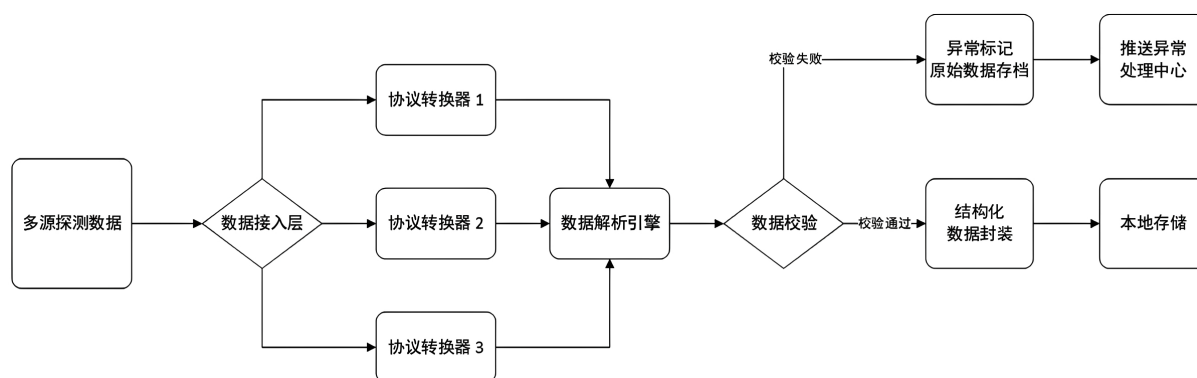 多源探测数据
数据接入层
协议转换器 1
协议转换器 2
协议转换器 3
数据解析引擎
数据校验
校验失败
异常标记
原始数据存档
推送异常
处理中心
校验通过
结构化
数据封装
本地存储